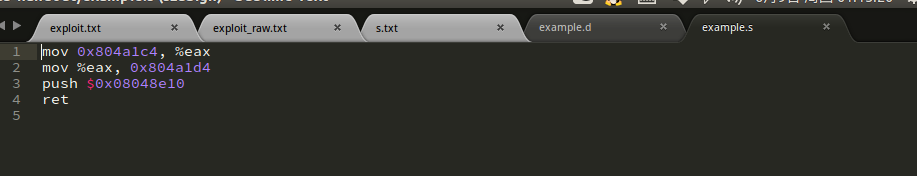 exploit.txt
exploit_raw.txt
s.txt
example.d
example.s
1 mov 0x804a1c4, %eax
2 mov %eax, 0x804a1d4
3 push $0x08048e10
4 ret
5